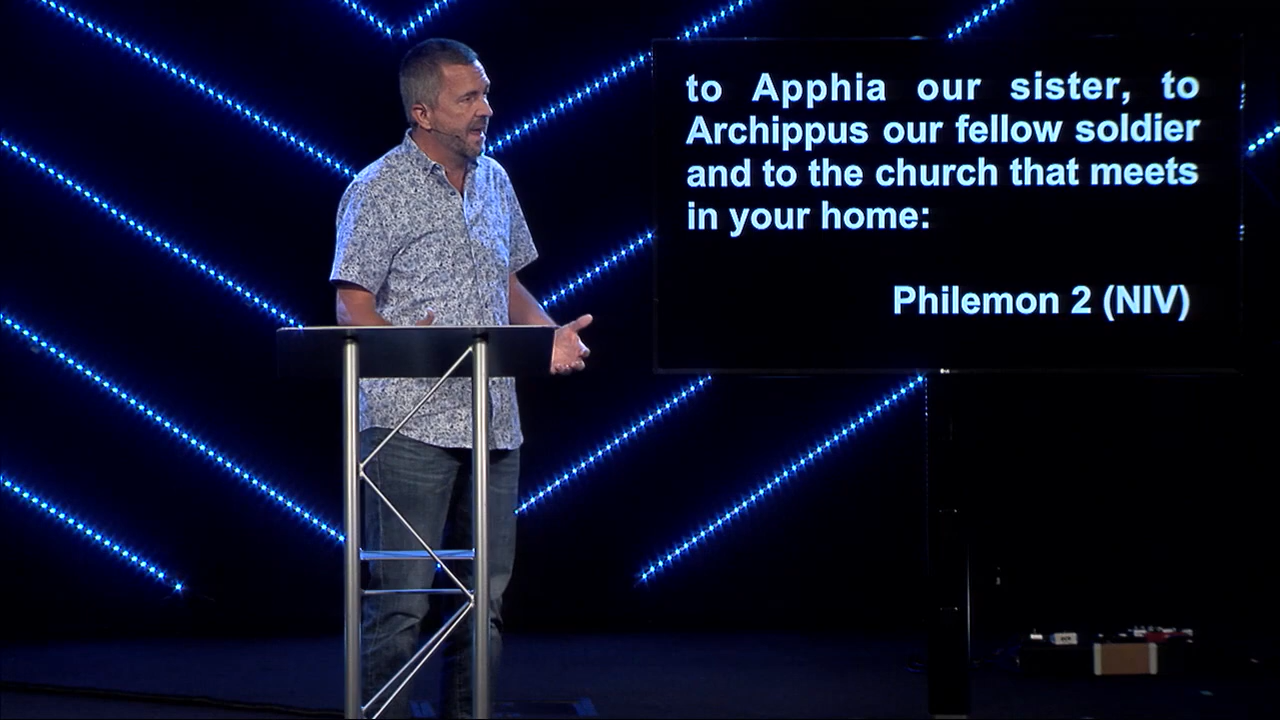 to Apphia our sister, to
Archippus our fellow soldier
and to the church that meets
in your home:
Philemon 2 (NIV)